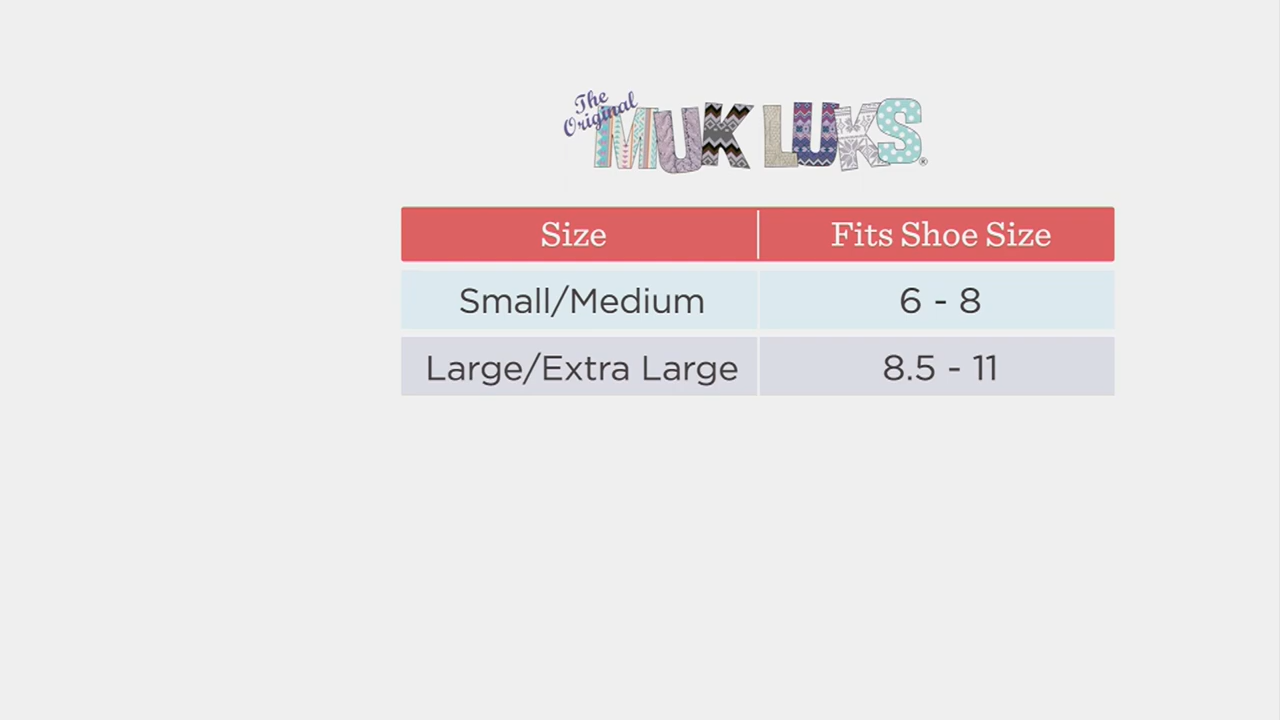 The
Original
MUK LUKS®
Size Fits Shoe Size
Small/Medium 6 - 8
Large/Extra Large 8.5 - 11